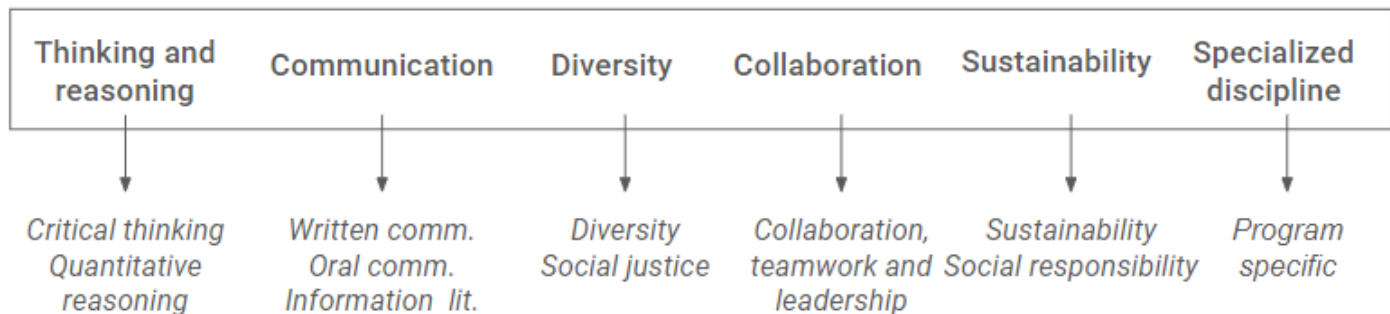 Thinking and
reasoning
Communication
Diversity
Collaboration
Sustainability
Specialized
discipline
Critical thinking
Quantitative
reasoning
Written comm.
Oral comm.
Information lit.
Diversity
Social justice
Collaboration,
teamwork and
leadership
Sustainability
Social responsibility
Program
specific